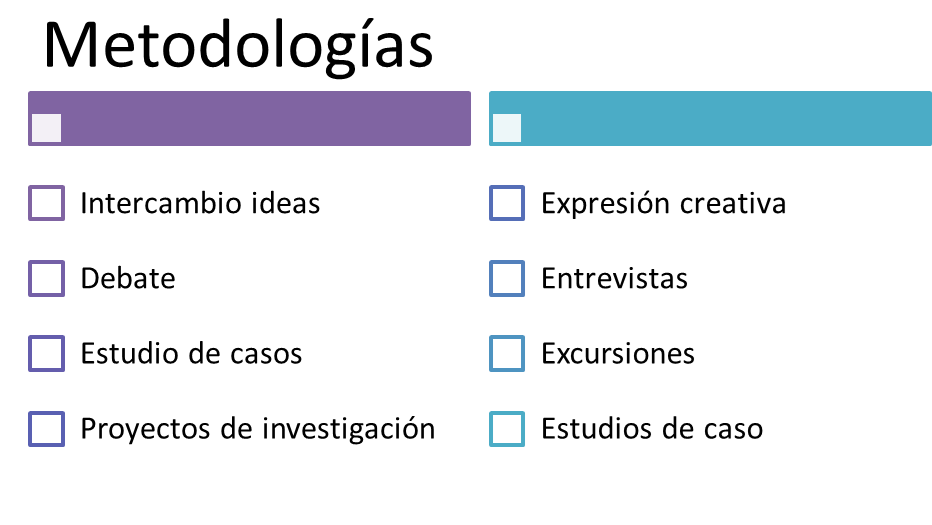 Metodologías
Intercambio ideas
Debate
Estudio de casos
Proyectos de investigación
Expresión creativa
Entrevistas
Excursiones
Estudios de caso